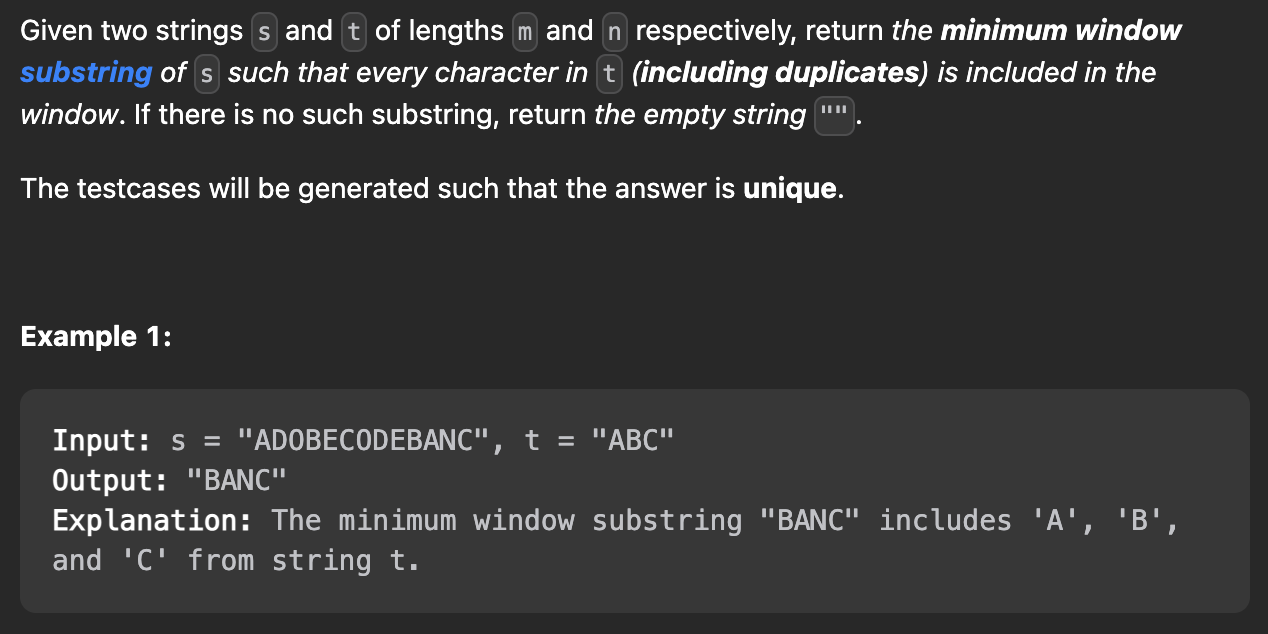 Given two strings s and t of lengths m and n respectively, return the minimum window
substring of s such that every character in t (including duplicates) is included in the
window. If there is no such substring, return the empty string "".
The testcases will be generated such that the answer is unique.
Example 1:
Input: s = "ADOBECODEBANC", t = "ABC"
Output: "BANC"
Explanation: The minimum window substring "BANC" includes 'A', 'B',
and 'C' from string t.